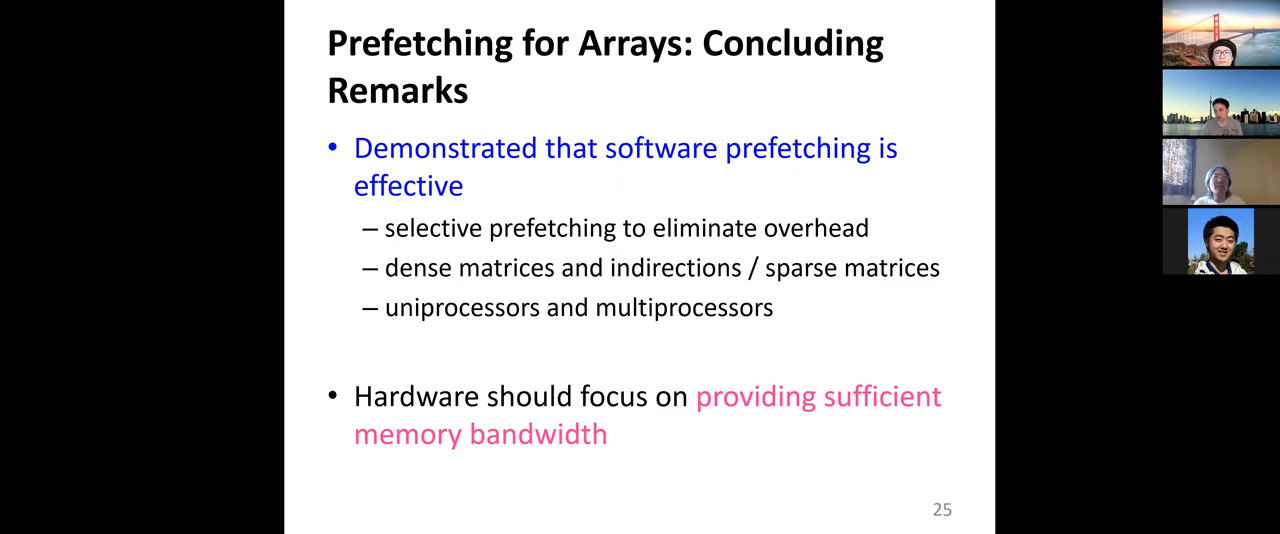 Prefetching for Arrays: Concluding
Remarks
• Demonstrated that software prefetching is
effective
– selective prefetching to eliminate overhead
– dense matrices and indirections / sparse matrices
– uniprocessors and multiprocessors
• Hardware should focus on providing sufficient
memory bandwidth
25